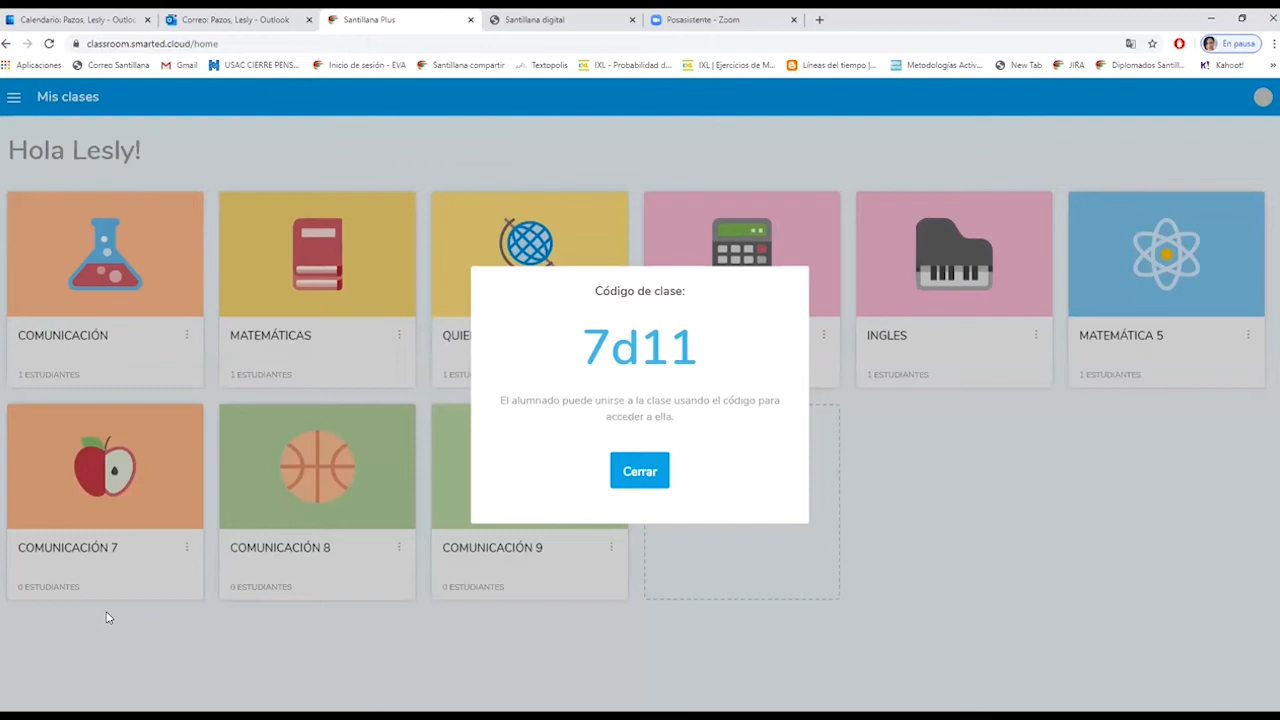 Calendario: Pazos, Lesly - Outloo
Correo: Pazos, Lesly - Outlook
Santillana Plus
Santillana digital
Posasistente - Zoom
classroom.smarted.cloud/home
En pausa
Aplicaciones
Correo Santillana
Gmail
USAC CIERRE PENS...
Inicio de sesión - EVA
Santillana compartir
Textopolis
IXL - Probabilidad d...
IXL | Ejercicios de M...
Líneas del tiempo |...
Metodologías Activ...
New Tab
JIRA
Diplomados Santill...
Kahoot!
»
Mis clases
Hola Lesly!
COMUNICACIÓN
1 ESTUDIANTES
MATEMÁTICAS
1 ESTUDIANTES
INGLES
1 ESTUDIANTES
MATEMÁTICA 5
1 ESTUDIANTES
Código de clase:
7d11
El alumnado puede unirse a la clase usando el código para
acceder a ella.
Cerrar
COMUNICACIÓN 7
0 ESTUDIANTES
COMUNICACIÓN 8
0 ESTUDIANTES
COMUNICACIÓN 9
0 ESTUDIANTES